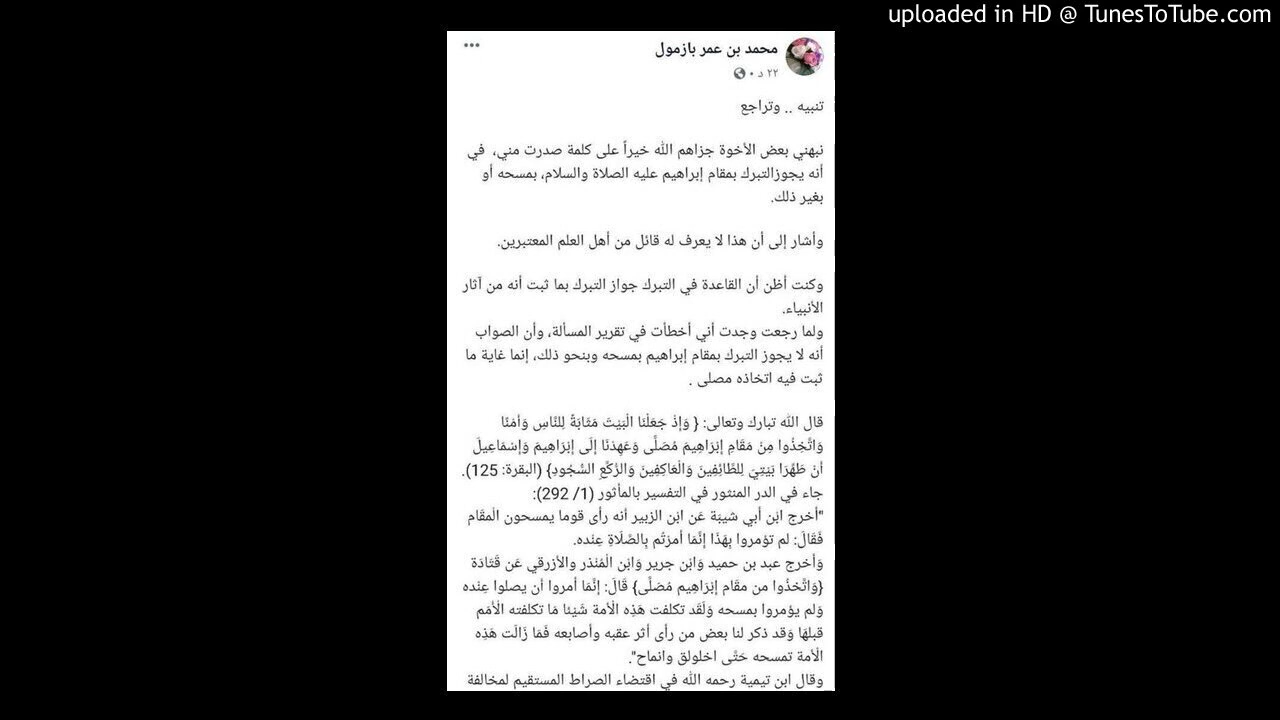 uploaded in HD @ TunesToTube.com
محمد بن عمر بازمول
٢٢ د •
تنبيه .. وتراجع
نبهني بعض الأخوة جزاهم الله خيراً على كلمة صدرت مني، في
أنه يجوزالتبرك بمقام إبراهيم عليه الصلاة والسلام، بمسحه أو
بغير ذلك.
وأشار إلى أن هذا لا يعرف له قائل من أهل العلم المعتبرين.
وكنت أظن أن القاعدة في التبرك جواز التبرك بما ثبت أنه من آثار
الأنبياء.
ولما رجعت وجدت أني أخطأت في تقرير المسألة، وأن الصواب
أنه لا يجوز التبرك بمقام إبراهيم بمسحه وبنحو ذلك، إنما غاية ما
ثبت فيه اتخاذه مصلى .
قال الله تبارك وتعالى: { وَإِذْ جَعَلْنَا الْبَيْتَ مَثَابَةً لِلنَّاسِ وَأَمْنًا
وَاتَّخِذُوا مِنْ مَقَامِ إِبْرَاهِيمَ مُصَلًّى وَعَهِدْنَا إِلَى إِبْرَاهِيمَ وَإِسْمَاعِيلَ
أَنْ طَهِّرَا بَيْتِيَ لِلطَّائِفِينَ وَالْعَاكِفِينَ وَالرُّكَّعِ السُّجُودِ} (البقرة: 125).
جاء في الدر المنثور في التفسير بالمأثور (1/ 292):
"أخرج ابْن أبي شيبَة عَن ابْن الزبير أنه رأى قوما يمسحون الْمقَام
فَقَالَ: لم تؤمروا بِهَذَا إِنَّمَا أمرْتُم بِالصَّلَاةِ عِنْده.
وَأخرج عبد بن حميد وَابْن جرير وَابْن الْمُنْذر والأزرقي عَن قَتَادَة
{وَاتَّخذُوا من مقَام إِبْرَاهِيم مُصَلًّى} قَالَ: إِنَّمَا أمروا أن يصلوا عِنْده
وَلم يؤمروا بمسحه وَلَقَد تكلفت هَذِه الْأمة شَيْئا مَا تكلفته الْأُمَم
قبلهَا وَقد ذكر لنا بعض من رأى أثر عقبه وأصابعه فَمَا زَالَت هَذِه
الْأمة تمسحه حَتَّى اخلولق وانماح".
وقال ابن تيمية رحمه الله في اقتضاء الصراط المستقيم لمخالفة